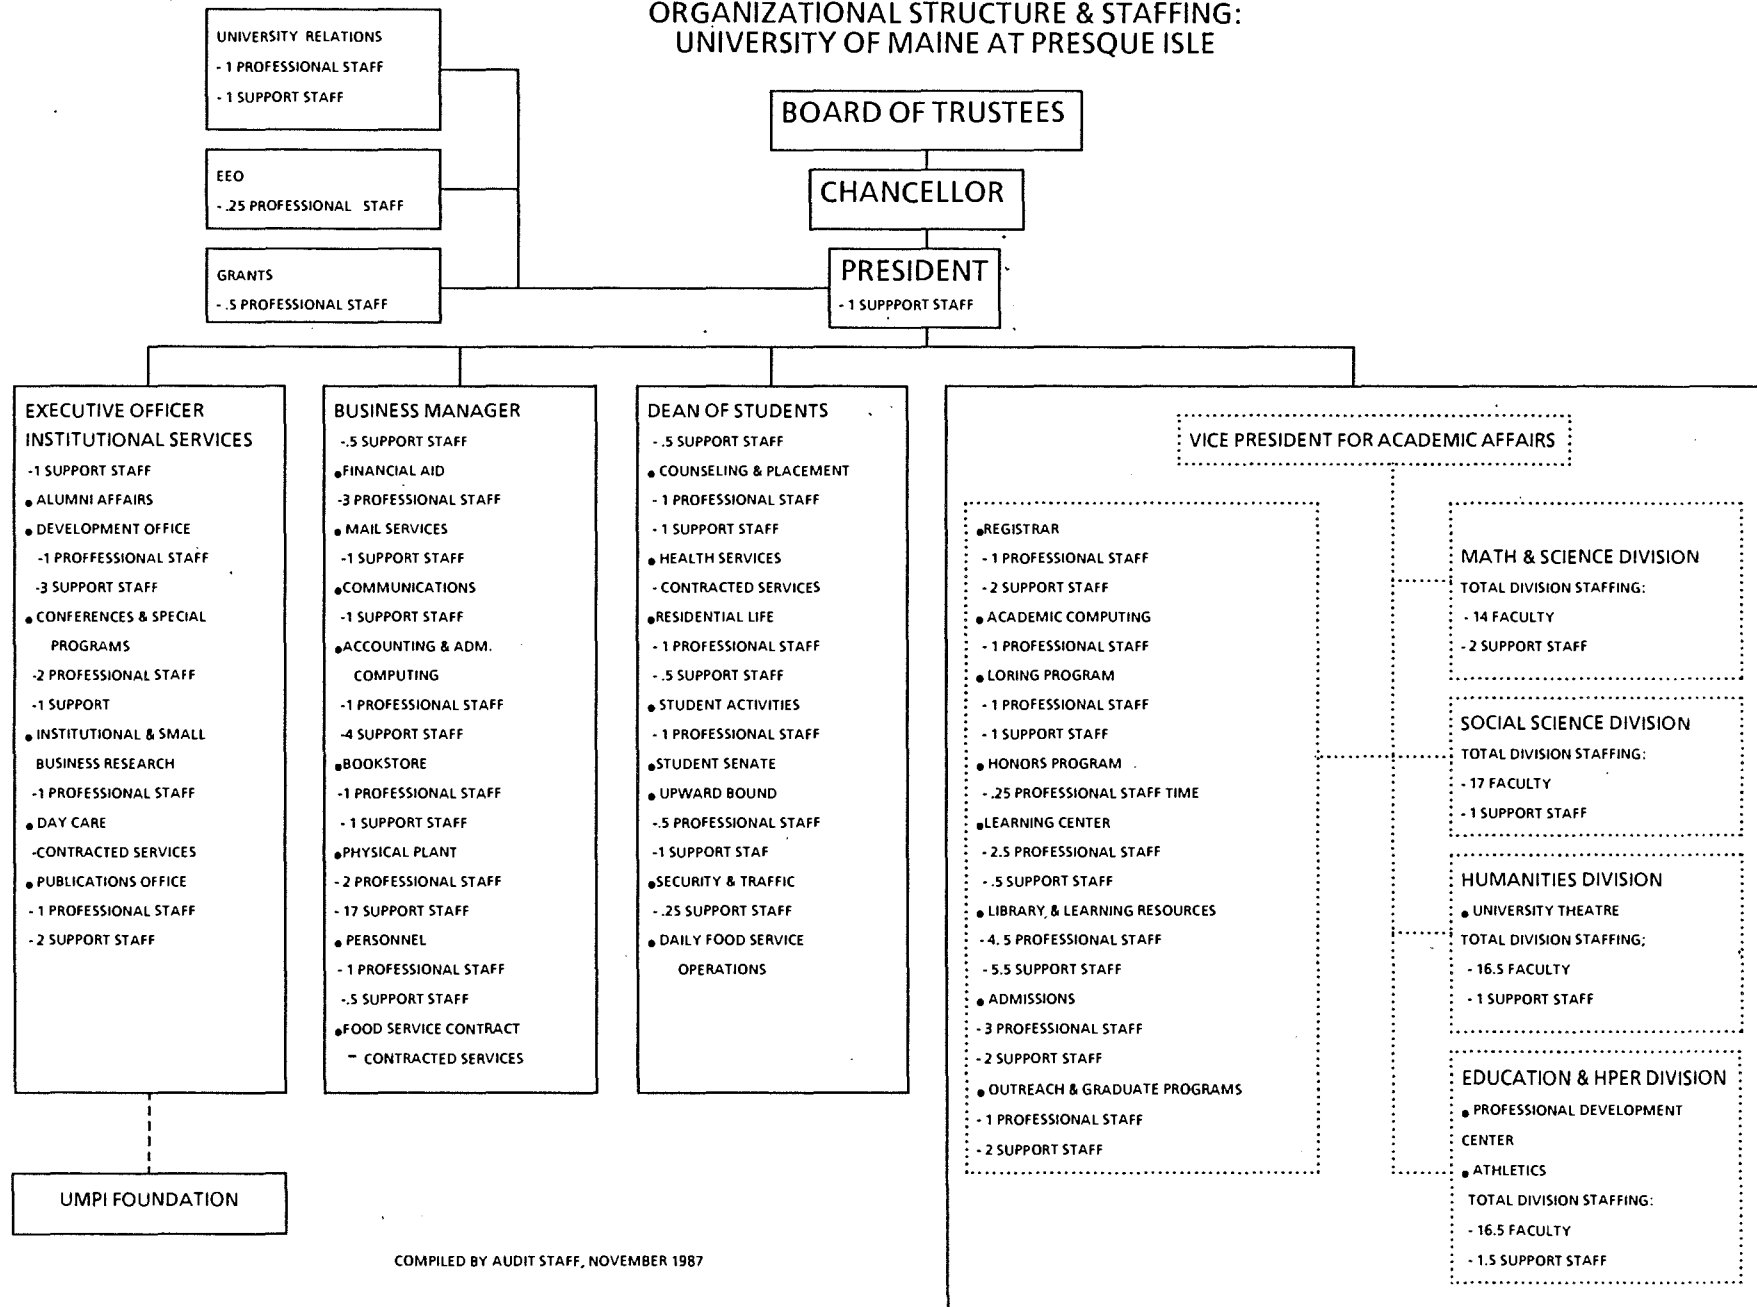 ORGANIZATIONAL STRUCTURE & STAFFING:
UNIVERSITY OF MAINE AT PRESQUE ISLE
UNIVERSITY RELATIONS
- 1 PROFESSIONAL STAFF
- 1 SUPPORT STAFF
EEO
- .25 PROFESSIONAL STAFF
GRANTS
- .5 PROFESSIONAL STAFF
BOARD OF TRUSTEES
CHANCELLOR
PRESIDENT
- 1 SUPPPORT STAFF
EXECUTIVE OFFICER
INSTITUTIONAL SERVICES
-1 SUPPORT STAFF
• ALUMNI AFFAIRS
• DEVELOPMENT OFFICE
-1 PROFFESSIONAL STAFF
-3 SUPPORT STAFF
• CONFERENCES & SPECIAL
PROGRAMS
-2 PROFESSIONAL STAFF
-1 SUPPORT
• INSTITUTIONAL & SMALL
BUSINESS RESEARCH
-1 PROFESSIONAL STAFF
• DAY CARE
-CONTRACTED SERVICES
• PUBLICATIONS OFFICE
- 1 PROFESSIONAL STAFF
- 2 SUPPORT STAFF
UMPI FOUNDATION
BUSINESS MANAGER
-.5 SUPPORT STAFF
•FINANCIAL AID
-3 PROFESSIONAL STAFF
• MAIL SERVICES
-1 SUPPORT STAFF
•COMMUNICATIONS
-1 SUPPORT STAFF
•ACCOUNTING & ADM.
COMPUTING
-1 PROFESSIONAL STAFF
-4 SUPPORT STAFF
•BOOKSTORE
-1 PROFESSIONAL STAFF
- 1 SUPPORT STAFF
•PHYSICAL PLANT
- 2 PROFESSIONAL STAFF
- 17 SUPPORT STAFF
• PERSONNEL
- 1 PROFESSIONAL STAFF
-.5 SUPPORT STAFF
•FOOD SERVICE CONTRACT
- CONTRACTED SERVICES
DEAN OF STUDENTS
- .5 SUPPORT STAFF
• COUNSELING & PLACEMENT
- 1 PROFESSIONAL STAFF
- 1 SUPPORT STAFF
• HEALTH SERVICES
- CONTRACTED SERVICES
•RESIDENTIAL LIFE
- 1 PROFESSIONAL STAFF
- .5 SUPPORT STAFF
• STUDENT ACTIVITIES
- 1 PROFESSIONAL STAFF
•STUDENT SENATE
• UPWARD BOUND
-.5 PROFESSIONAL STAFF
-1 SUPPORT STAF
•SECURITY & TRAFFIC
- .25 SUPPORT STAFF
• DAILY FOOD SERVICE
OPERATIONS
VICE PRESIDENT FOR ACADEMIC AFFAIRS
•REGISTRAR
- 1 PROFESSIONAL STAFF
- 2 SUPPORT STAFF
• ACADEMIC COMPUTING
- 1 PROFESSIONAL STAFF
• LORING PROGRAM
- 1 PROFESSIONAL STAFF
- 1 SUPPORT STAFF
• HONORS PROGRAM
- .25 PROFESSIONAL STAFF TIME
•LEARNING CENTER
- 2.5 PROFESSIONAL STAFF
- .5 SUPPORT STAFF
• LIBRARY & LEARNING RESOURCES
-4. 5 PROFESSIONAL STAFF
- 5.5 SUPPORT STAFF
• ADMISSIONS
- 3 PROFESSIONAL STAFF
- 2 SUPPORT STAFF
• OUTREACH & GRADUATE PROGRAMS
- 1 PROFESSIONAL STAFF
- 2 SUPPORT STAFF
MATH & SCIENCE DIVISION
TOTAL DIVISION STAFFING:
- 14 FACULTY
- 2 SUPPORT STAFF
SOCIAL SCIENCE DIVISION
TOTAL DIVISION STAFFING:
- 17 FACULTY
- 1 SUPPORT STAFF
HUMANITIES DIVISION
• UNIVERSITY THEATRE
TOTAL DIVISION STAFFING;
- 16.5 FACULTY
- 1 SUPPORT STAFF
EDUCATION & HPER DIVISION
• PROFESSIONAL DEVELOPMENT
CENTER
• ATHLETICS
TOTAL DIVISION STAFFING:
- 16.5 FACULTY
- 1.5 SUPPORT STAFF
COMPILED BY AUDIT STAFF, NOVEMBER 1987